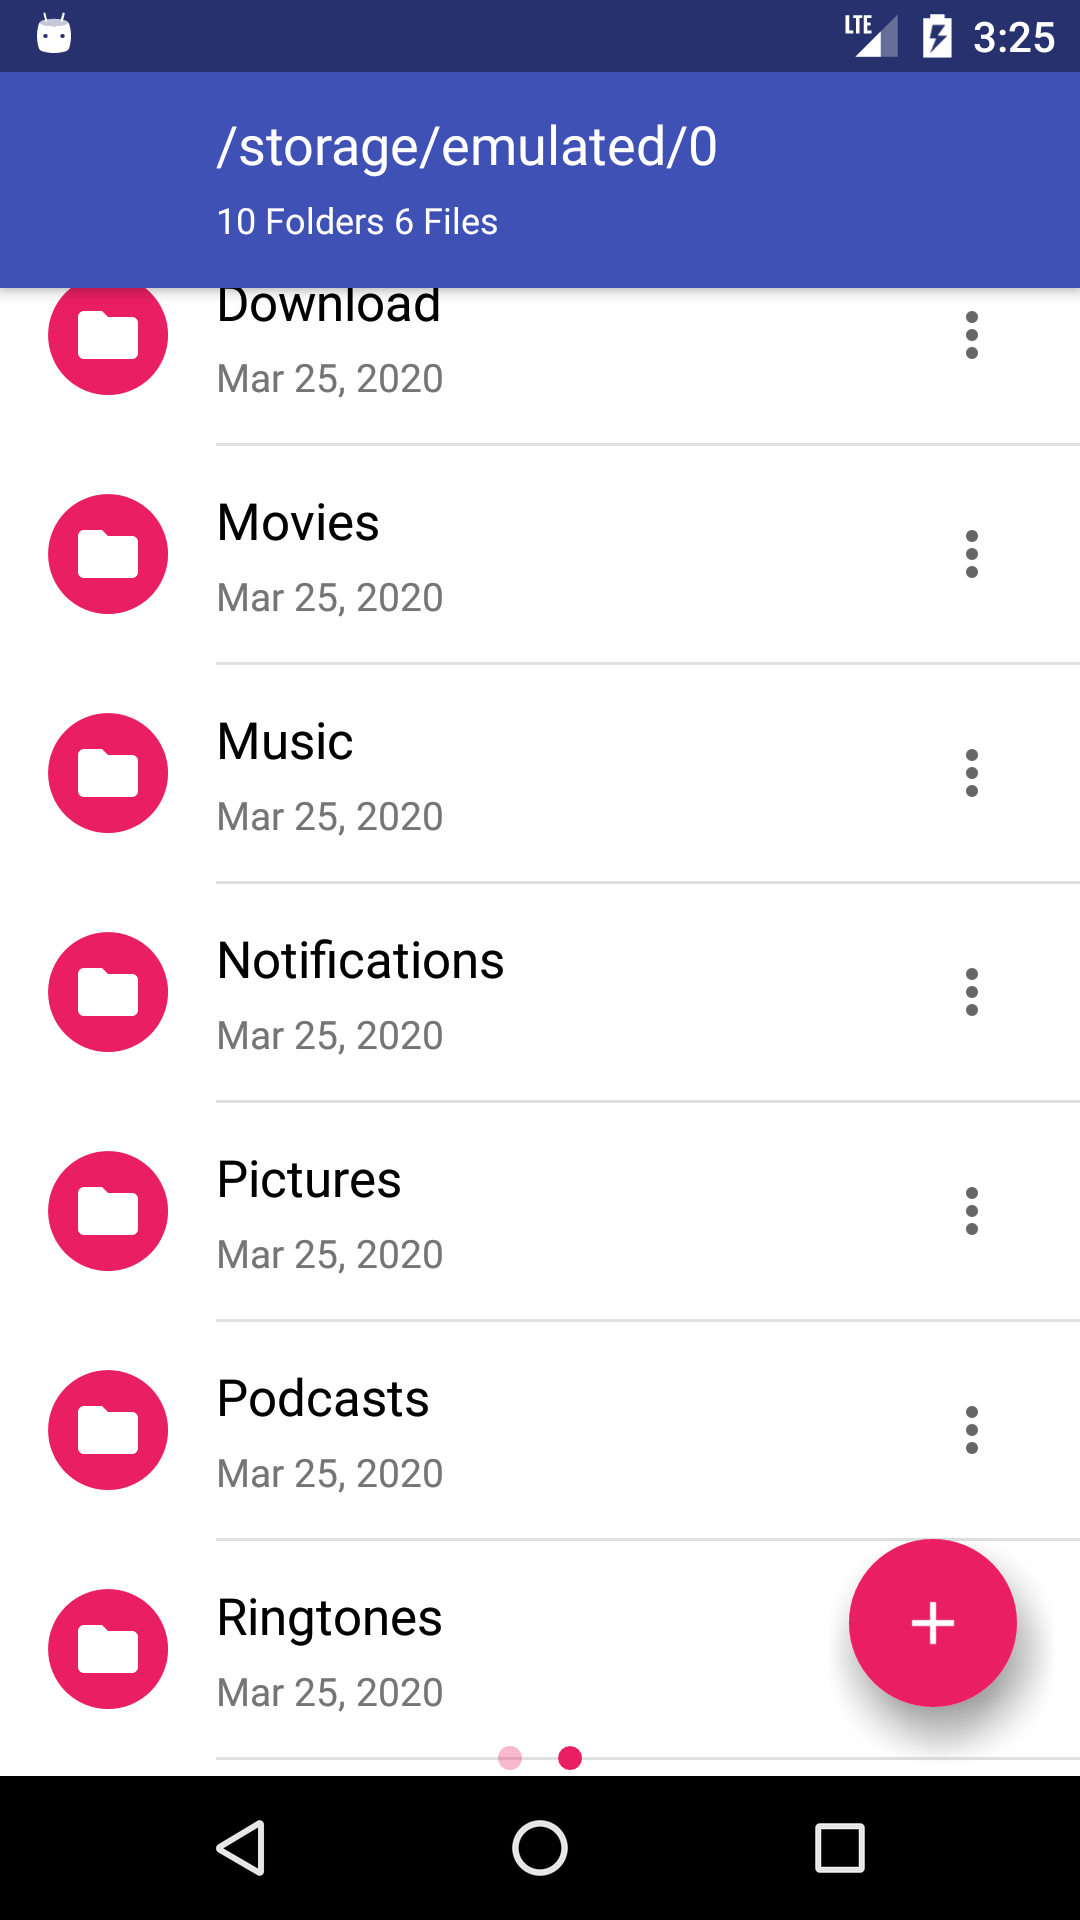 LTE 3:25
/storage/emulated/0
10 Folders 6 Files
Download
Mar 25, 2020
Movies
Mar 25, 2020
Music
Mar 25, 2020
Notifications
Mar 25, 2020
Pictures
Mar 25, 2020
Podcasts
Mar 25, 2020
Ringtones
Mar 25, 2020